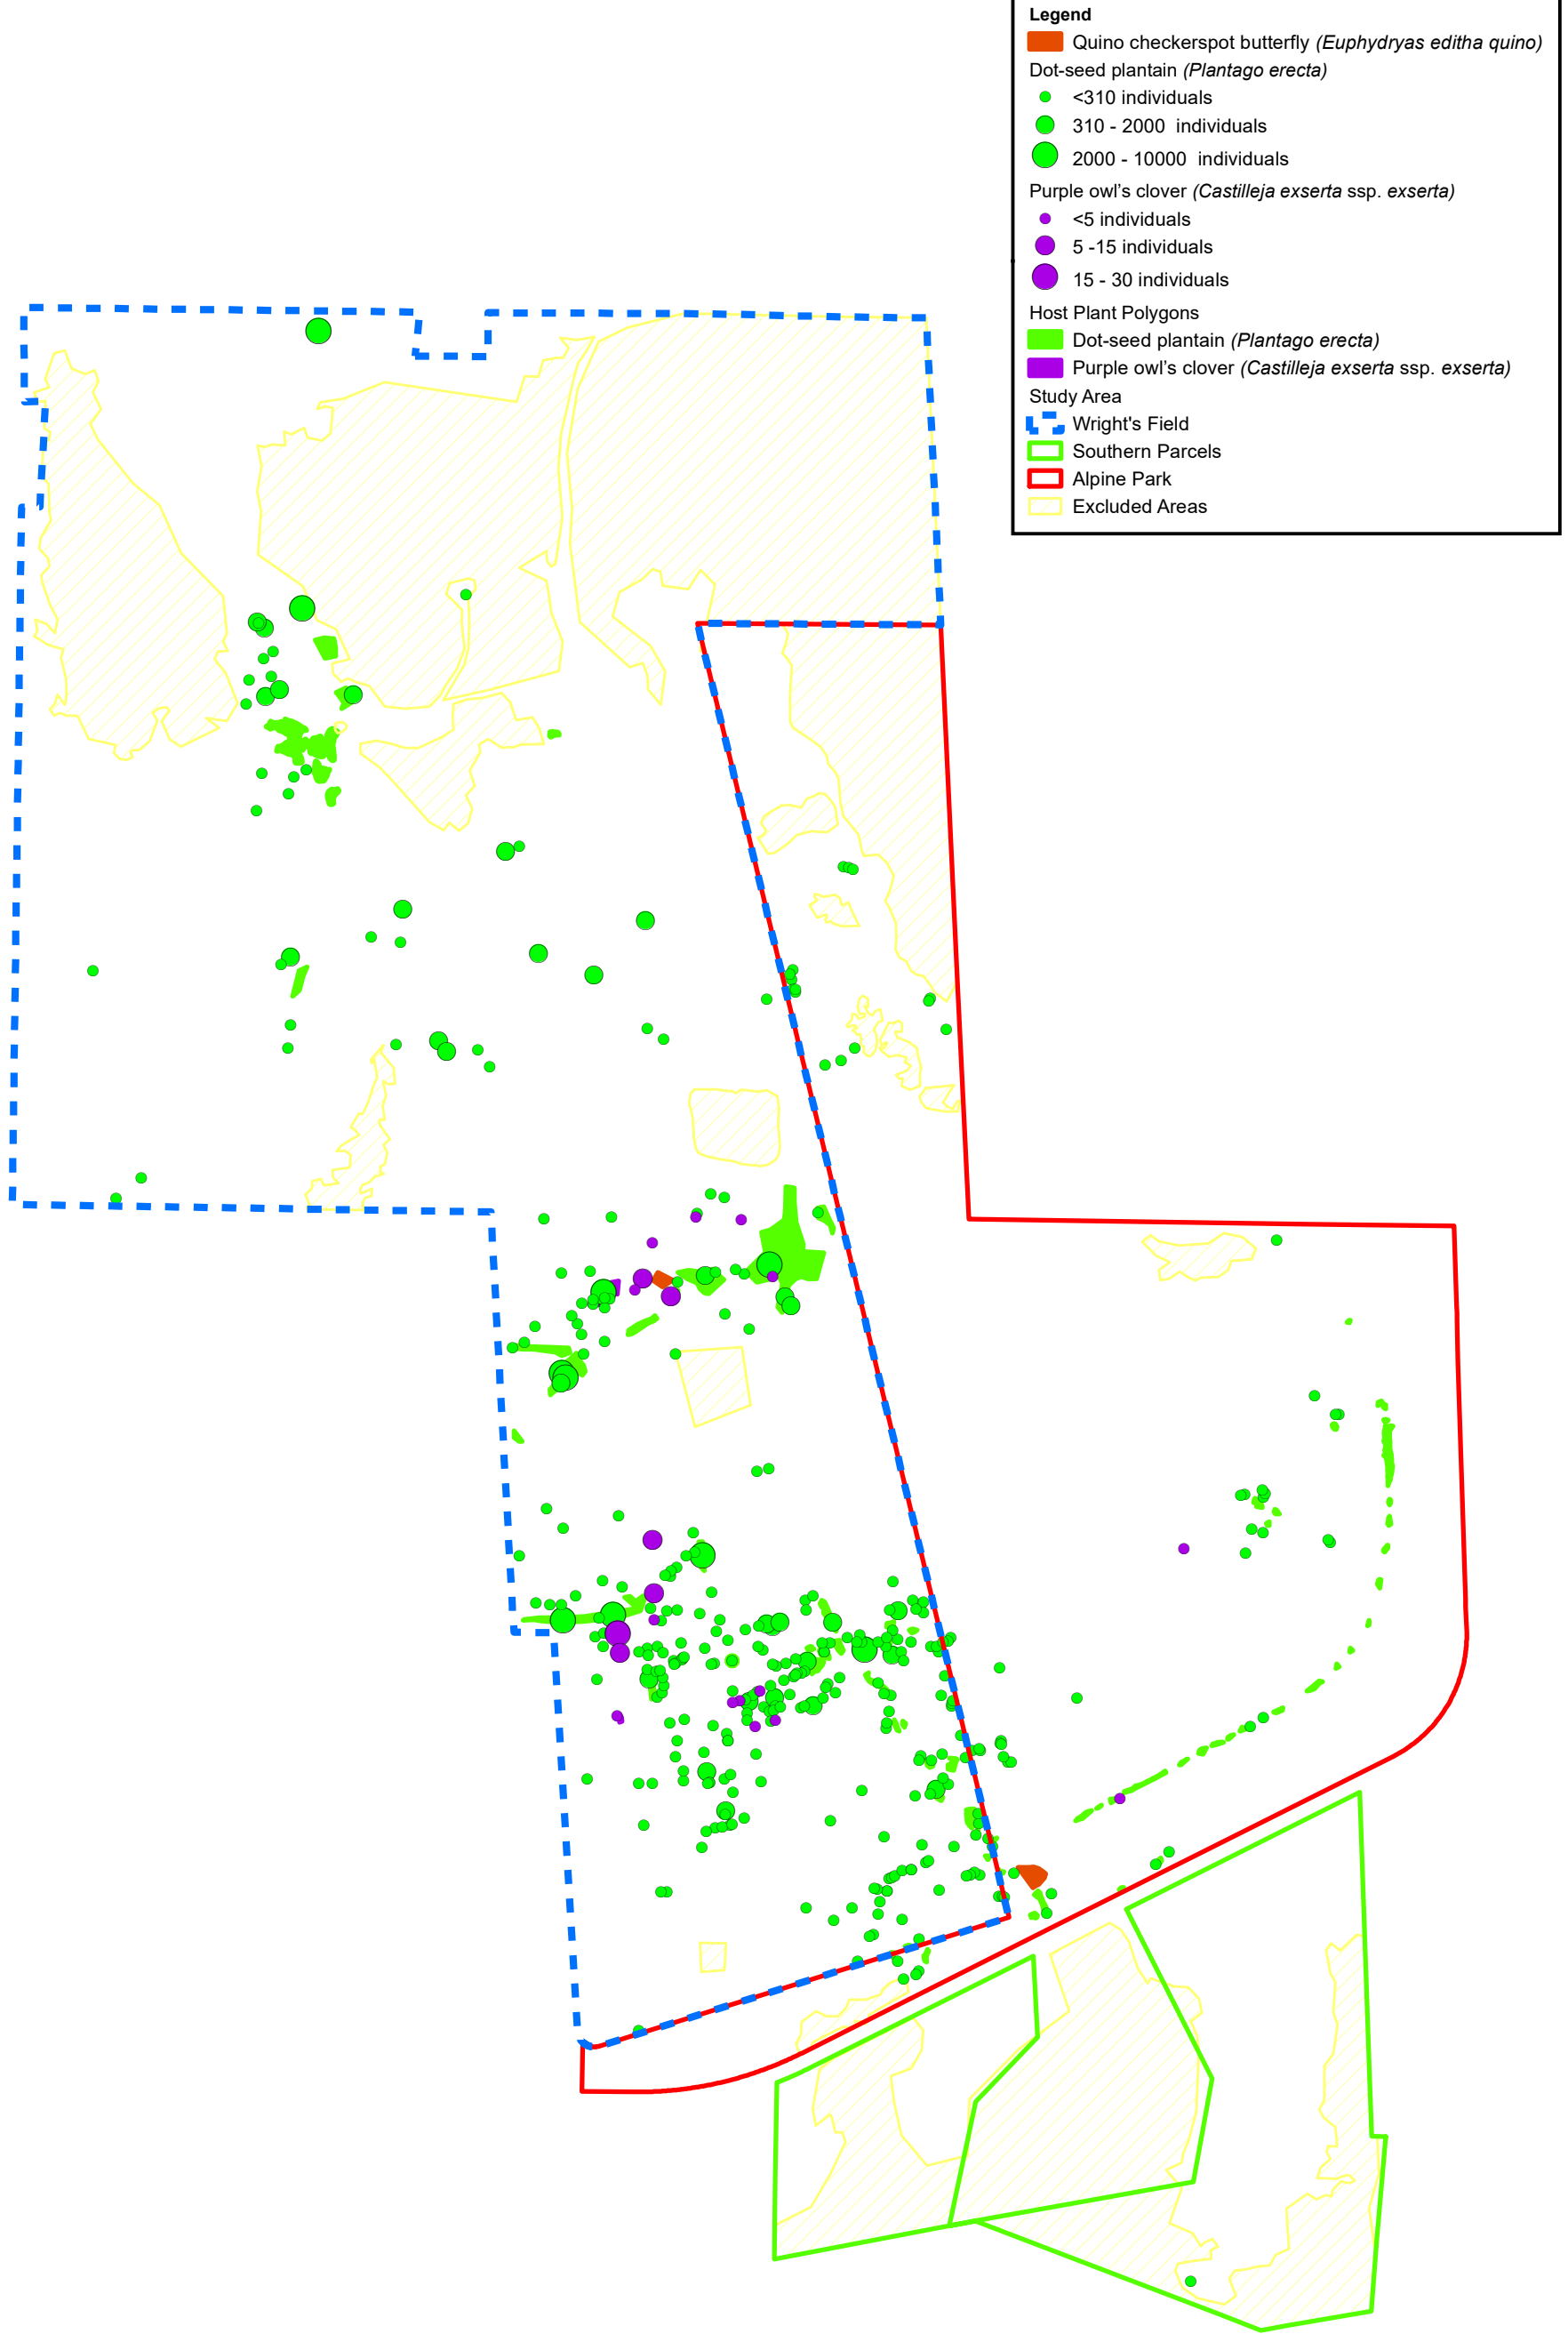 Legend
Quino checkerspot butterfly (Euphydryas editha quino)
Dot-seed plantain (Plantago erecta)
<310 individuals
310 - 2000 individuals
2000 - 10000 individuals
Purple owl's clover (Castilleja exserta ssp. exserta)
<5 individuals
5 -15 individuals
15 - 30 individuals
Host Plant Polygons
Dot-seed plantain (Plantago erecta)
Purple owl's clover (Castilleja exserta ssp. exserta)
Study Area
Wright's Field
Southern Parcels
Alpine Park
Excluded Areas